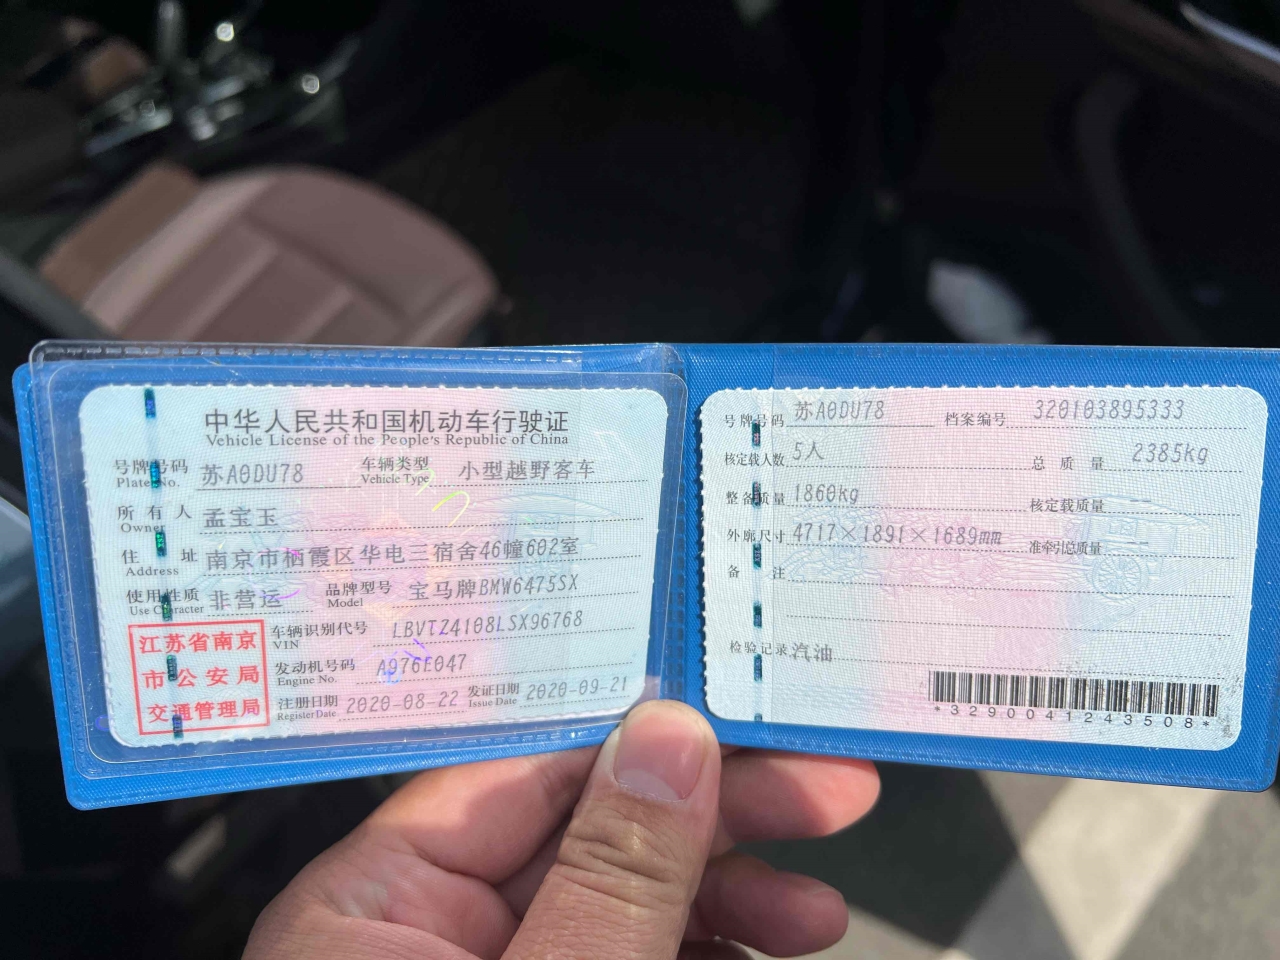 中华人民共和国机动车行驶证
Vehicle License of the People's Republic of China
号牌号码 苏A0DU78 车辆类型 小型越野客车
Plate No. Vehicle Type
所有人 孟宝玉
Owner
住址 南京市栖霞区华电三宿舍46幢602室
Address
使用性质 非营运 品牌型号 宝马牌BMW6475SX
Use Character Model
江苏省南京
市公安局
交通管理局
车辆识别代号 LBVTZ4108LSX96768
VIN
发动机号码 A976E047
Engine No.
注册日期 2020-08-22 发证日期 2020-09-21
Register Date Issue Date
号牌号码 苏A0DU78 档案编号 320103895333
核定载人数 5人 总质量 2385kg
整备质量 1860kg 核定载质量 --
外廓尺寸 4717×1891×1689mm 准牵引总质量 --
备注
检验记录 汽油
*3290041243508*